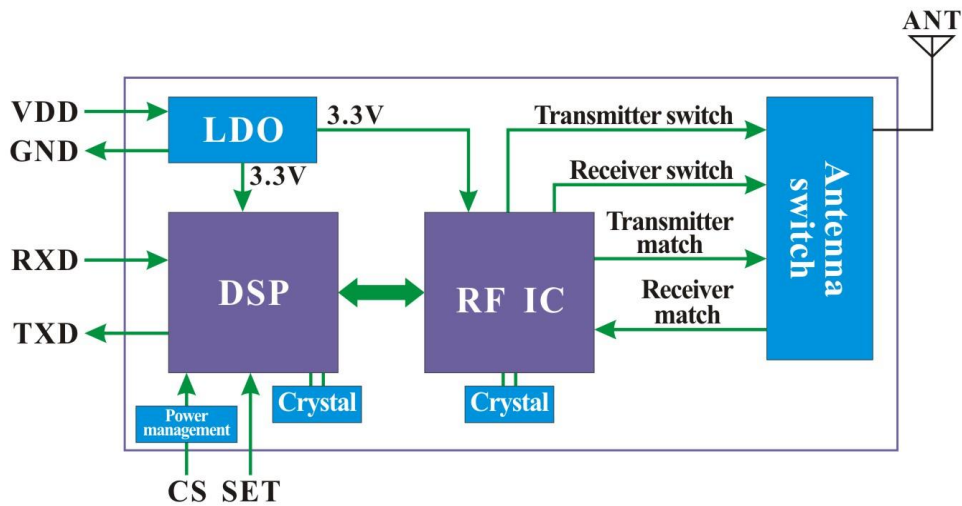 ANT
VDD
GND
LDO
3.3V
3.3V
Transmitter switch
Receiver switch
Transmitter
match
Receiver
match
Antenna
switch
RXD
TXD
DSP
RF IC
Crystal
Crystal
Power
management
CS
SET